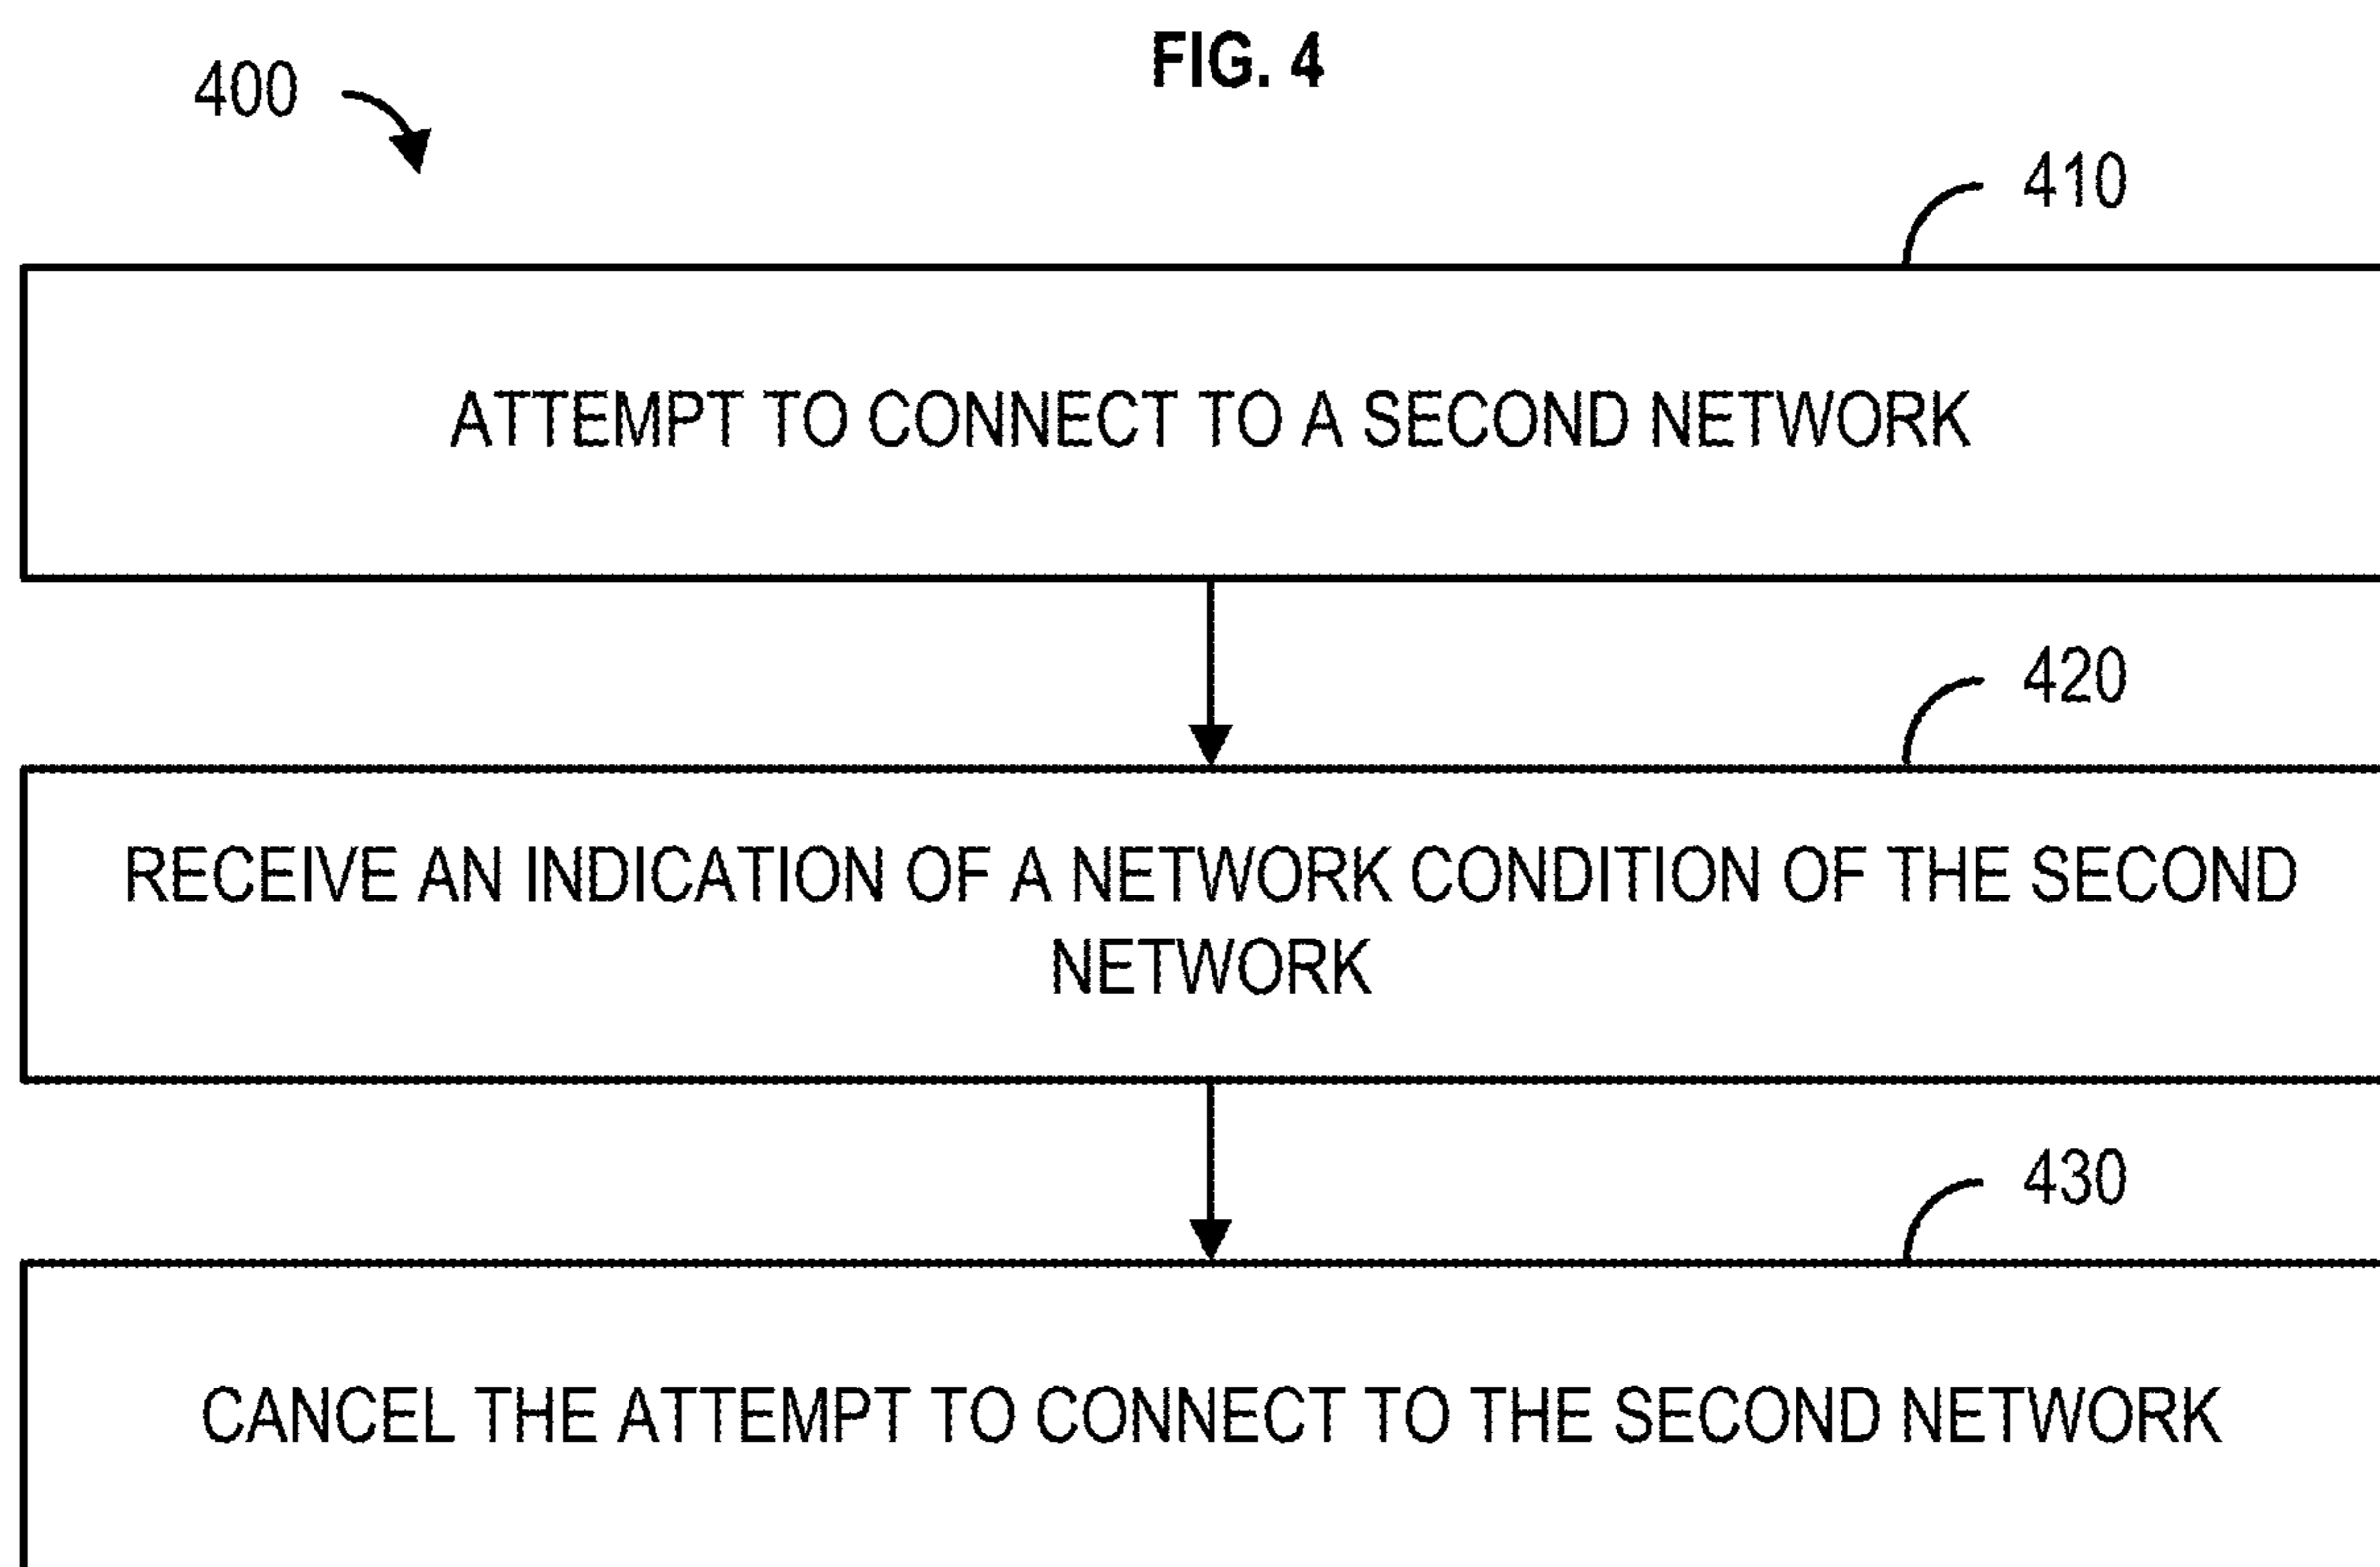 FIG. 4
400
410
ATTEMPT TO CONNECT TO A SECOND NETWORK
420
RECEIVE AN INDICATION OF A NETWORK CONDITION OF THE SECOND
NETWORK
430
CANCEL THE ATTEMPT TO CONNECT TO THE SECOND NETWORK